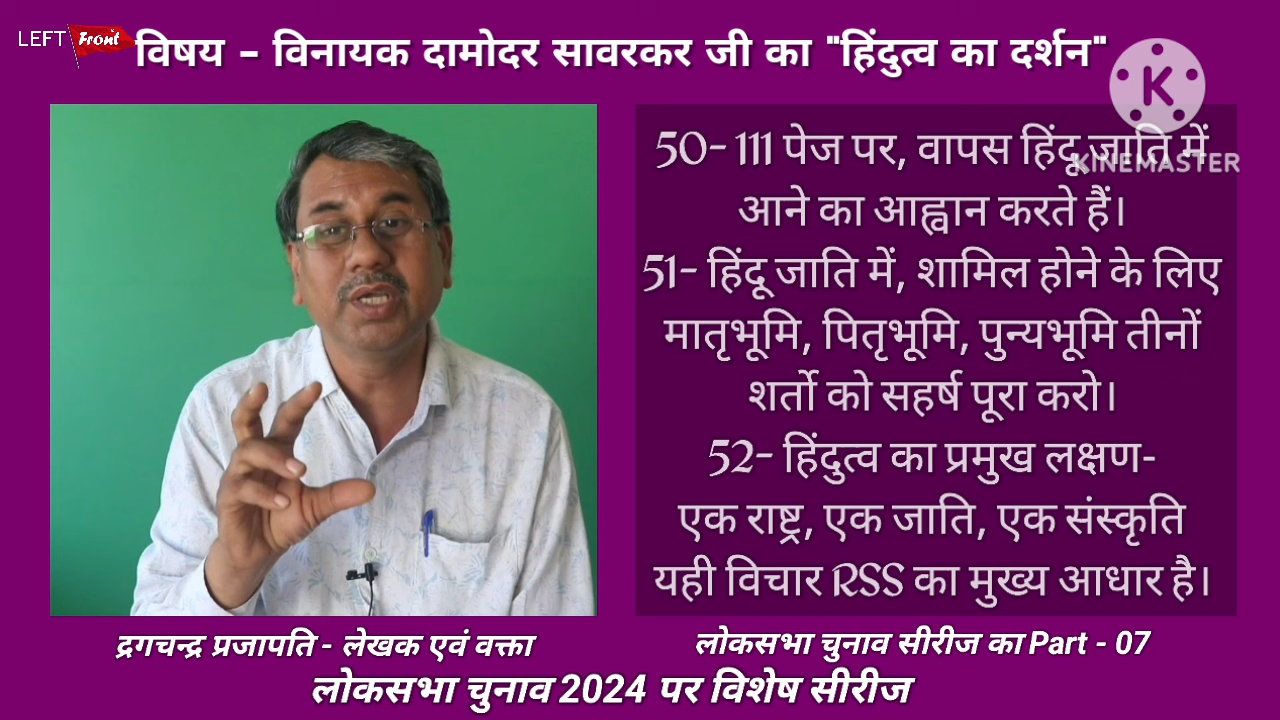 LEFT Front
विषय - विनायक दामोदर सावरकर जी का "हिंदुत्व का दर्शन"
50- 111 पेज पर, वापस हिंदू जाति में
आने का आह्वान करते हैं।
51- हिंदू जाति में, शामिल होने के लिए
मातृभूमि, पितृभूमि, पुन्यभूमि तीनों
शर्तो को सहर्ष पूरा करो।
52- हिंदुत्व का प्रमुख लक्षण-
एक राष्ट्र, एक जाति, एक संस्कृति
यही विचार RSS का मुख्य आधार है।
K
KINEMASTER
द्रगचन्द्र प्रजापति - लेखक एवं वक्ता
लोकसभा चुनाव सीरीज का Part - 07
लोकसभा चुनाव 2024 पर विशेष सीरीज